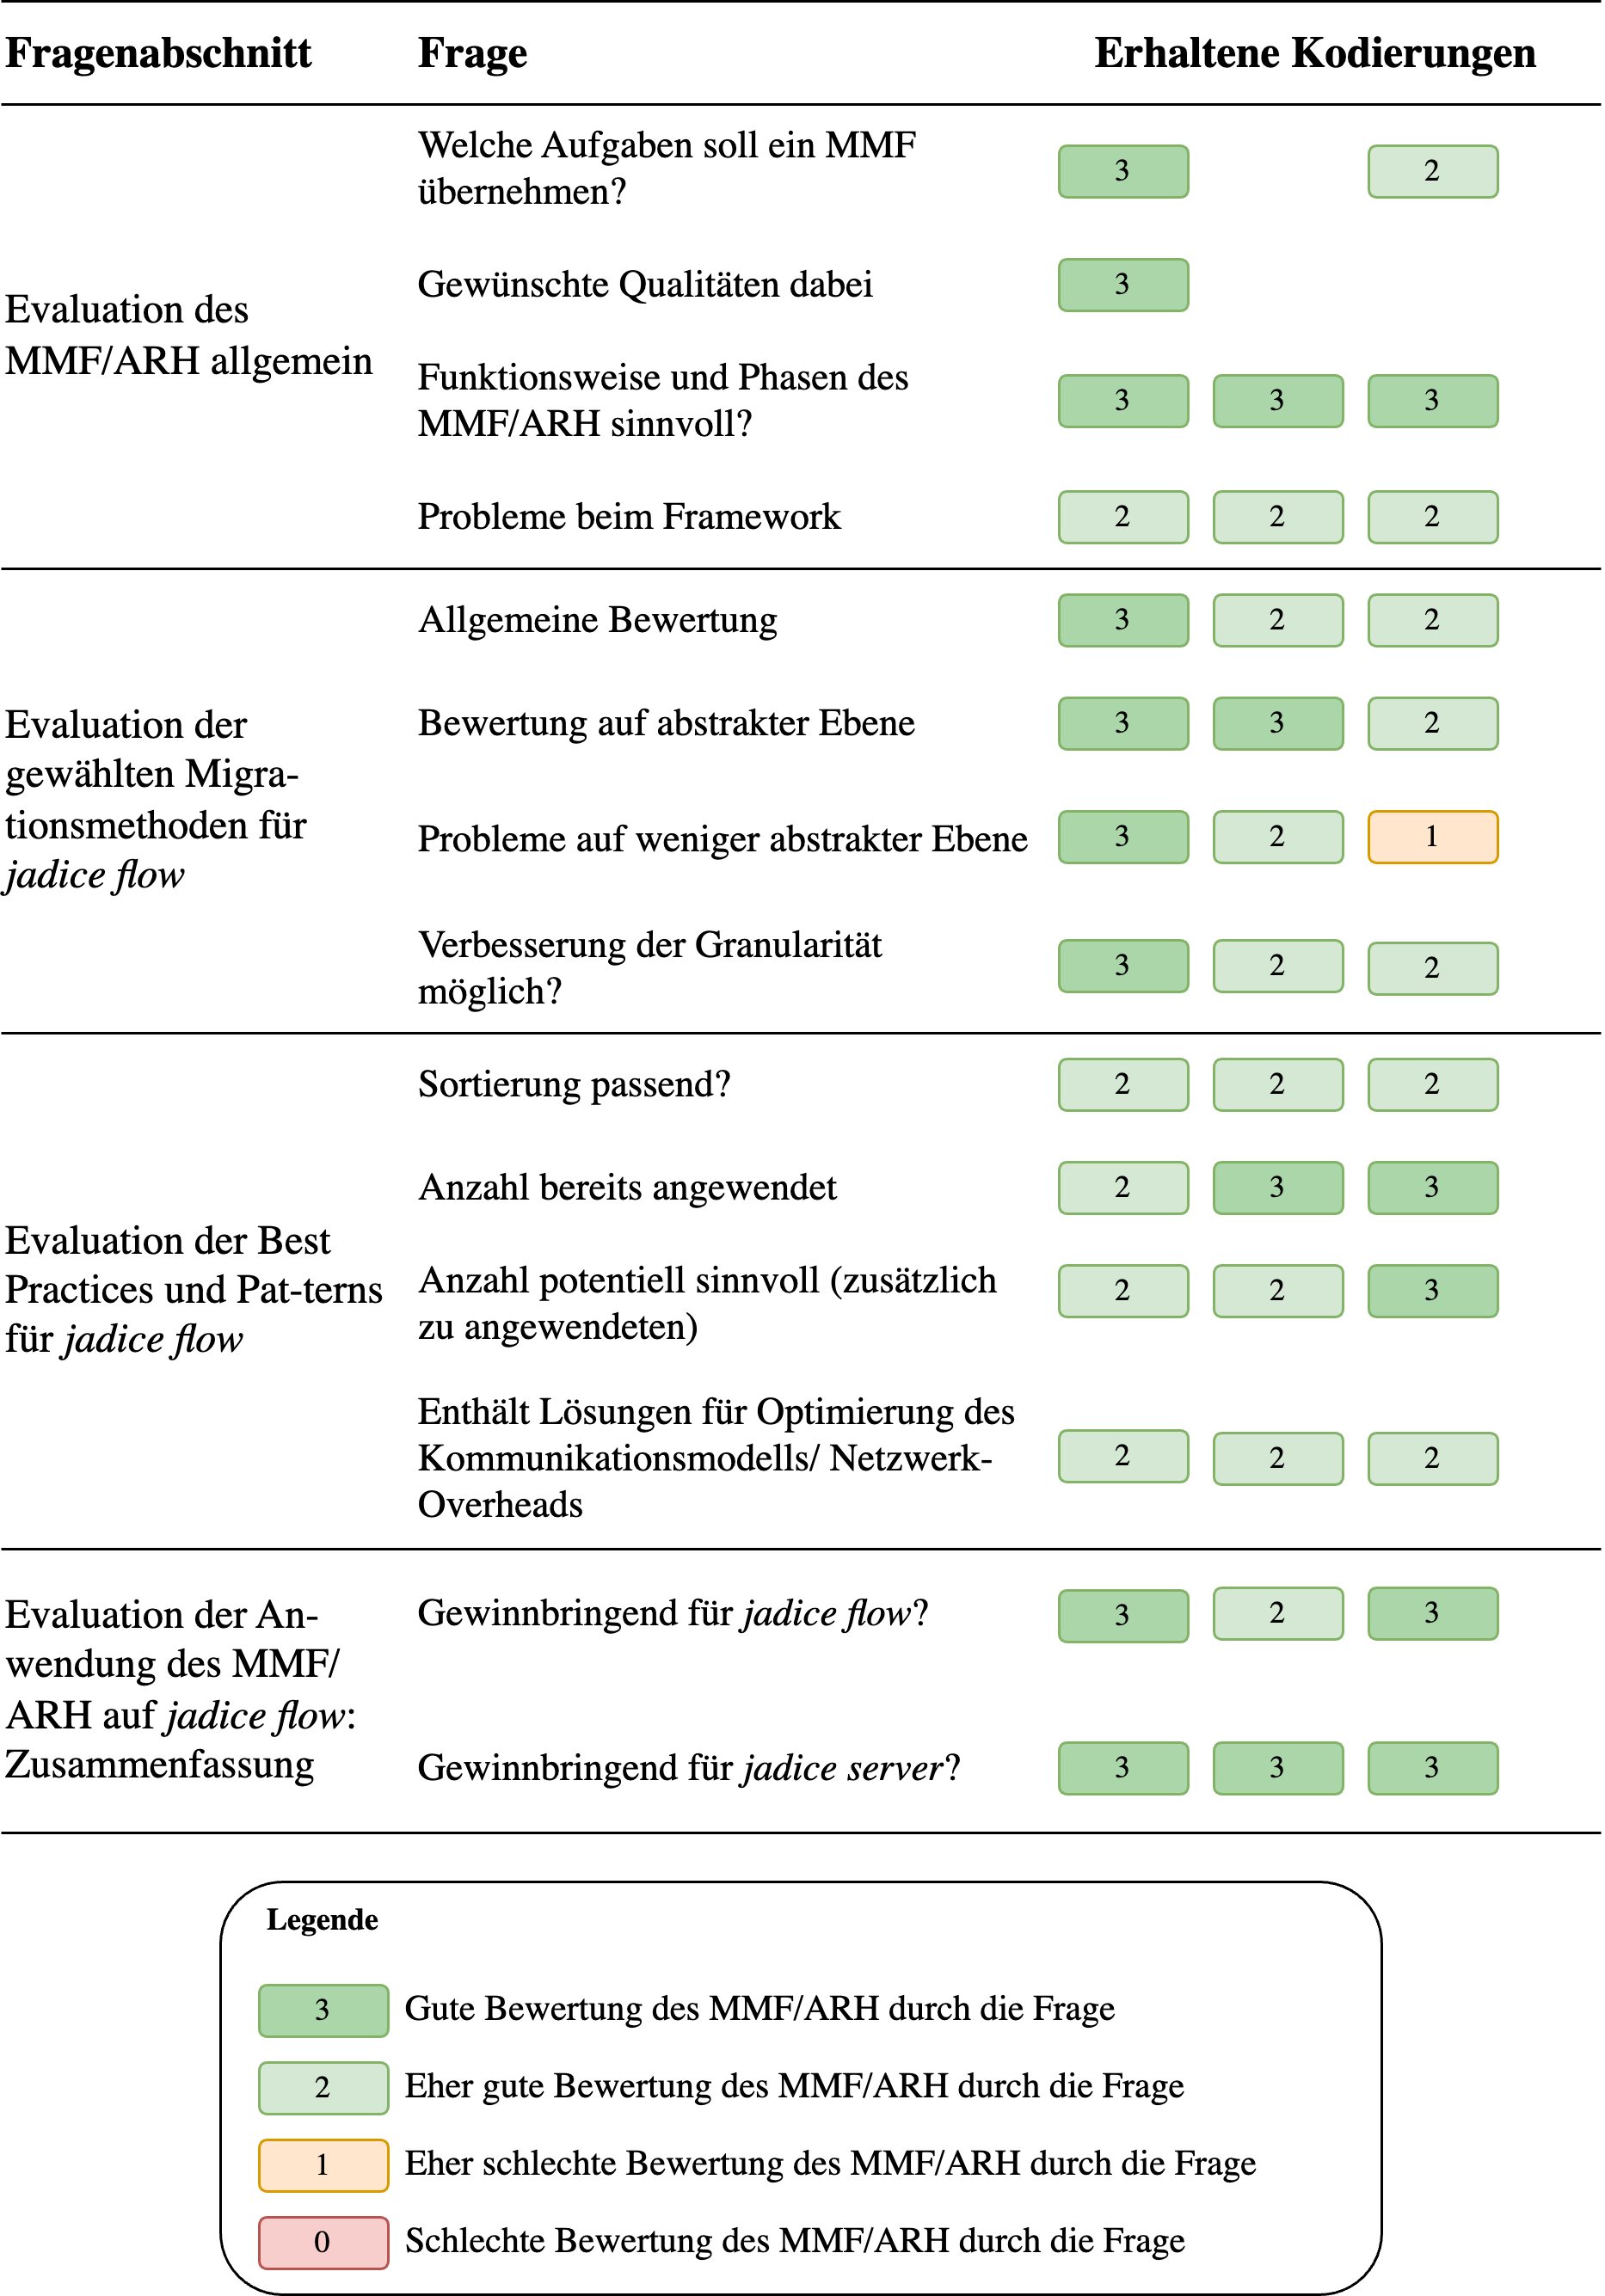 Fragenabschnitt Frage Erhaltene Kodierungen
Welche Aufgaben soll ein MMF
übernehmen?
3 2
Gewünschte Qualitäten dabei
3
Evaluation des
MMF/ARH allgemein
Funktionsweise und Phasen des
MMF/ARH sinnvoll?
3 3 3
Probleme beim Framework
2 2 2
Allgemeine Bewertung
3 2 2
Evaluation der
gewählten Migra-
tionsmethoden für
jadice flow
Bewertung auf abstrakter Ebene
3 3 2
Probleme auf weniger abstrakter Ebene
3 2 1
Verbesserung der Granularität
möglich?
3 2 2
Sortierung passend?
2 2 2
Anzahl bereits angewendet
2 3 3
Evaluation der Best
Practices und Pat-terns
für jadice flow
Anzahl potentiell sinnvoll (zusätzlich
zu angewendeten)
2 2 3
Enthält Lösungen für Optimierung des
Kommunikationsmodells/ Netzwerk-
Overheads
2 2 2
Evaluation der An-
wendung des MMF/
ARH auf jadice flow:
Zusammenfassung
Gewinnbringend für jadice flow?
3 2 3
Gewinnbringend für jadice server?
3 3 3
Legende
3 Gute Bewertung des MMF/ARH durch die Frage
2 Eher gute Bewertung des MMF/ARH durch die Frage
1 Eher schlechte Bewertung des MMF/ARH durch die Frage
0 Schlechte Bewertung des MMF/ARH durch die Frage